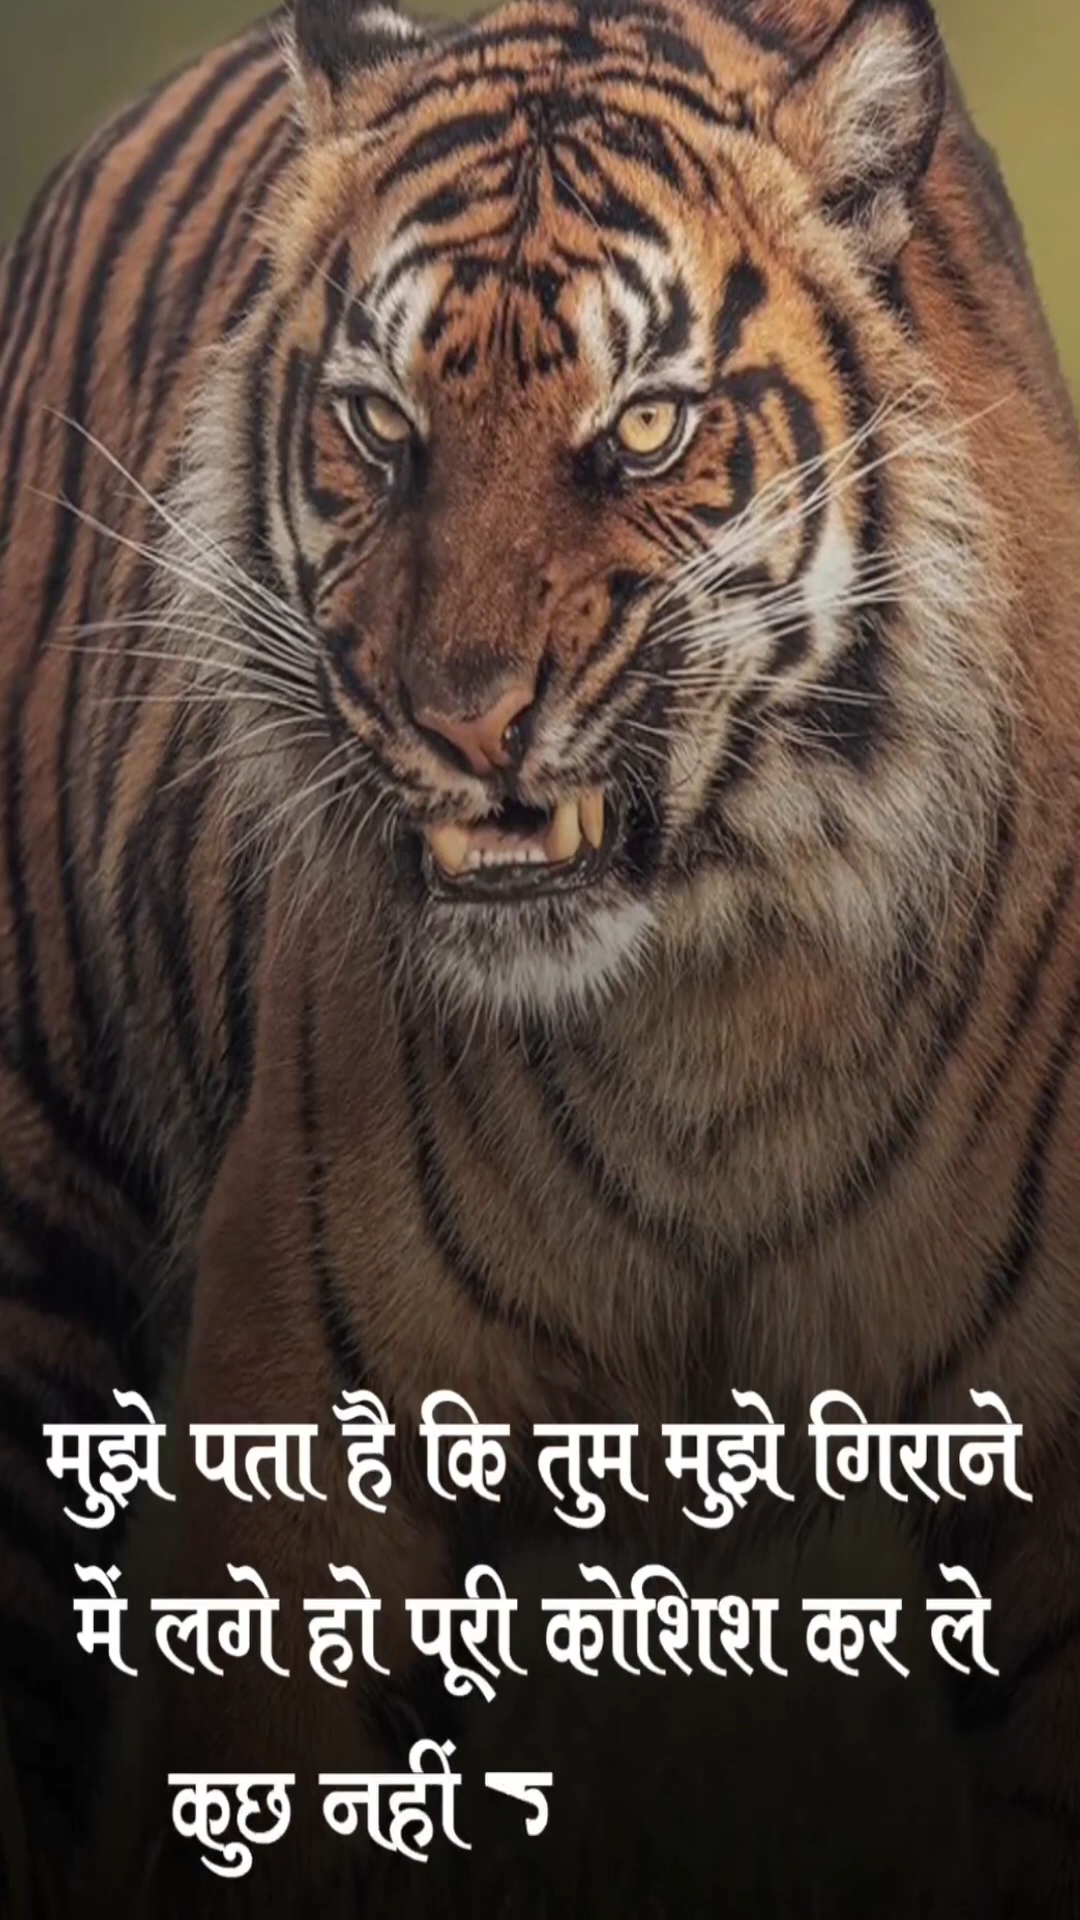 मुझे पता है कि तुम मुझे गिराने
में लगे हो पूरी कोशिश कर ले
कुछ नहीं